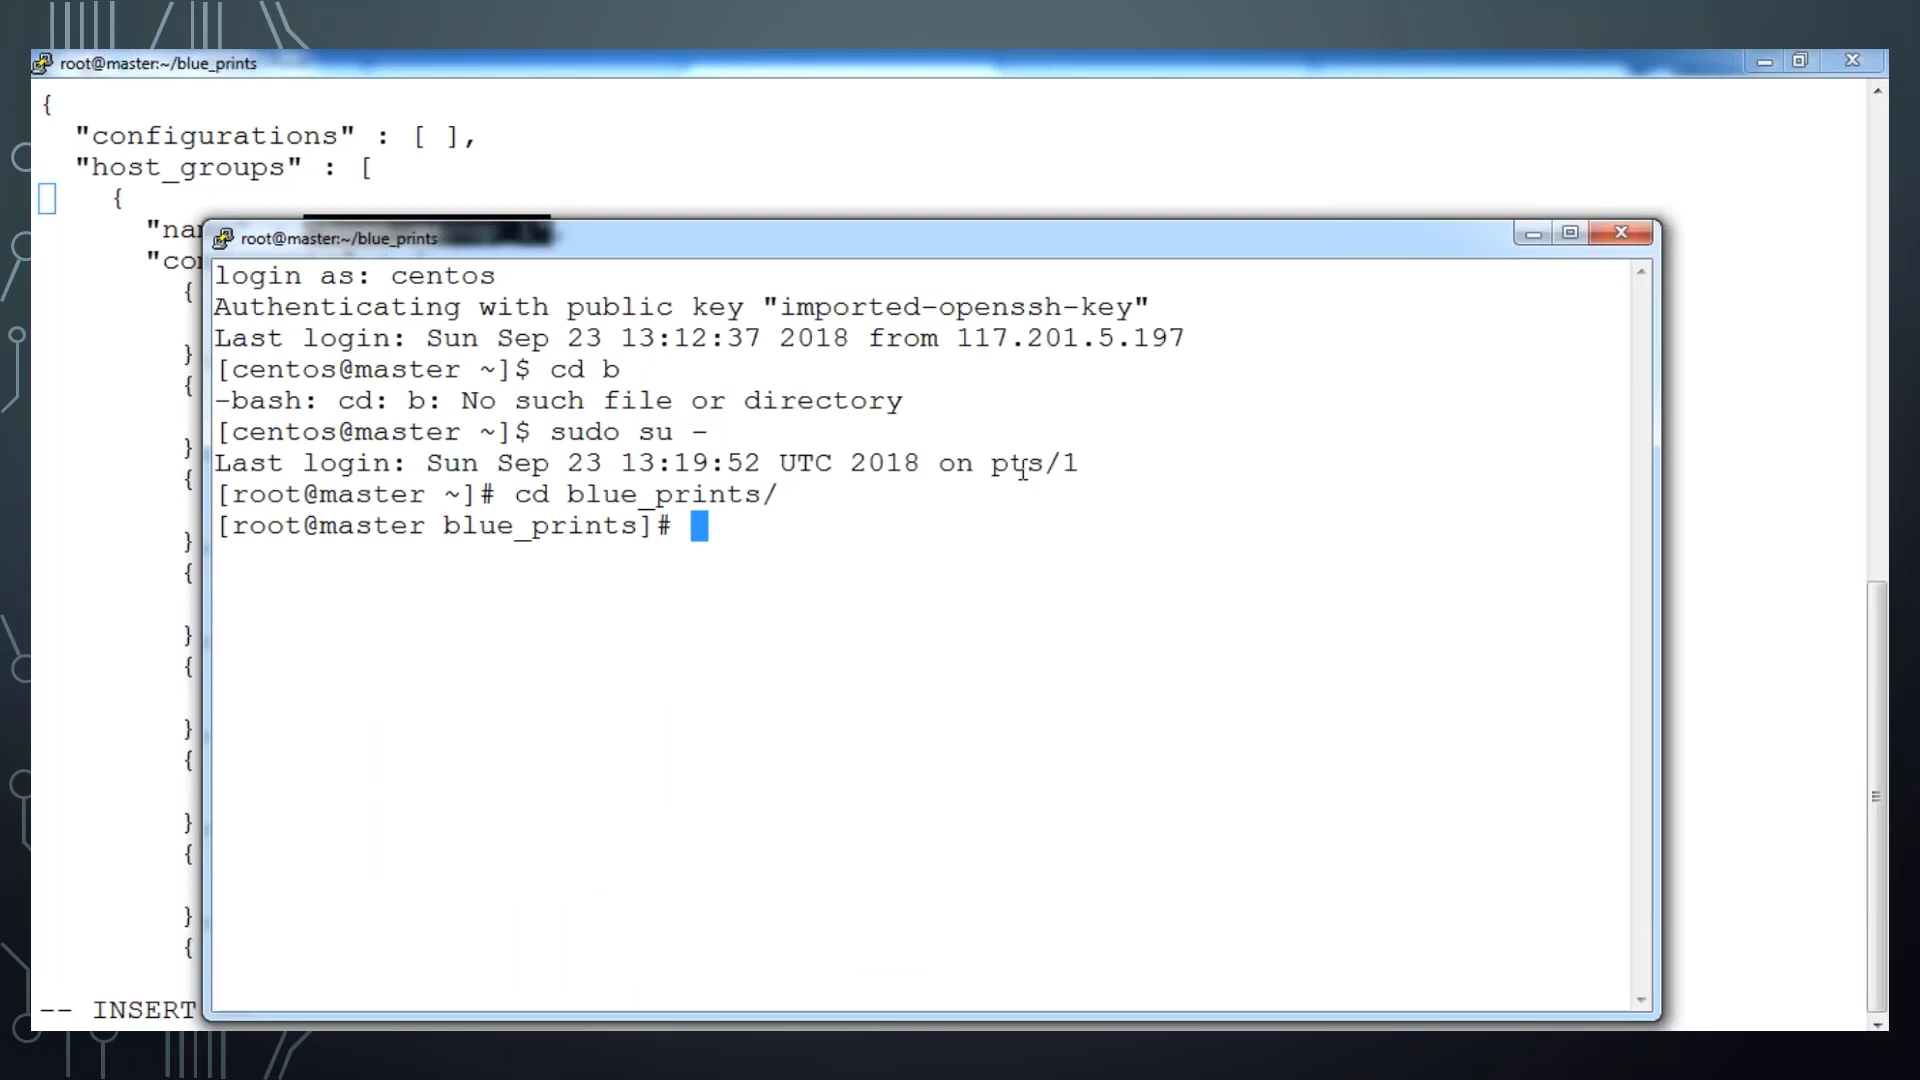 root@master:~/blue_prints
{
"configurations" : [ ],
"host_groups" : [
{
"nam
"con
{
}
{
}
{
}
{
}
{
}
{
}
{
}
{
-- INSERT
root@master:~/blue_prints
login as: centos
Authenticating with public key "imported-openssh-key"
Last login: Sun Sep 23 13:12:37 2018 from 117.201.5.197
[centos@master ~]$ cd b
-bash: cd: b: No such file or directory
[centos@master ~]$ sudo su -
Last login: Sun Sep 23 13:19:52 UTC 2018 on pts/1
[root@master ~]# cd blue_prints/
[root@master blue_prints]#